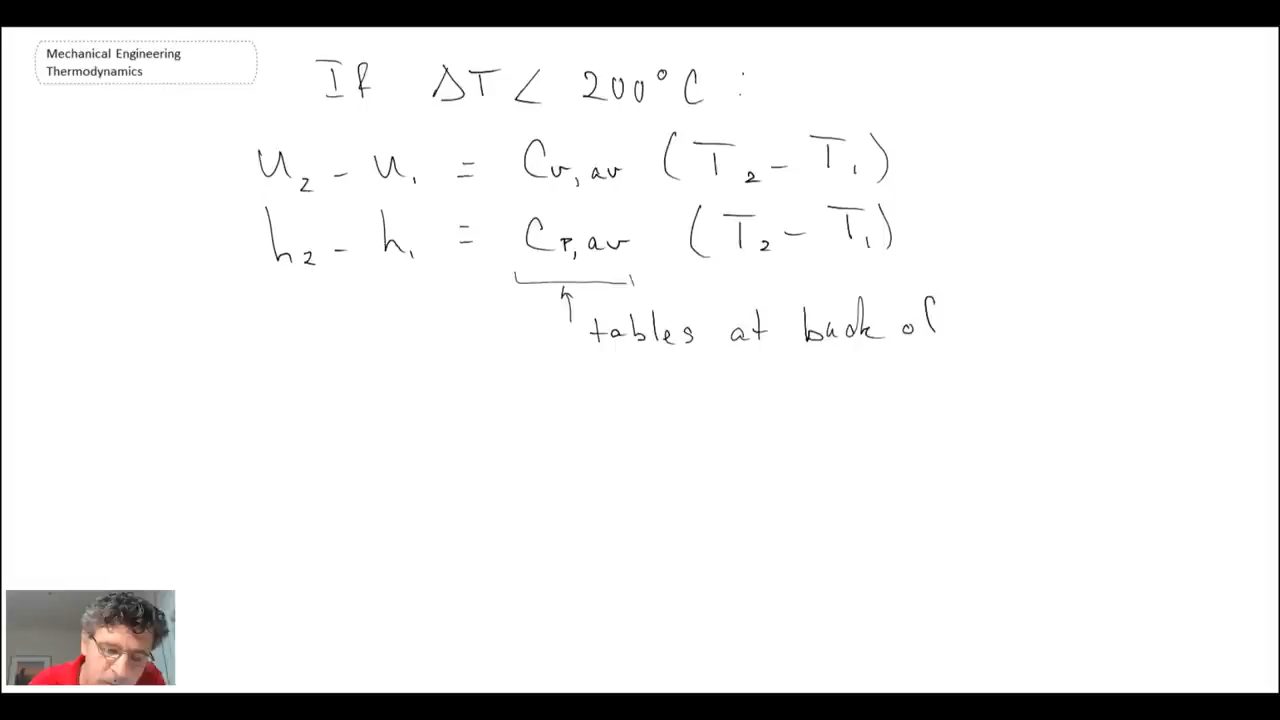 Mechanical Engineering
Thermodynamics
IF ΔT < 200°C :
u₂ - u₁ = Cv,av (T₂ - T₁)
h₂ - h₁ = CP,av (T₂ - T₁)
tables at back of